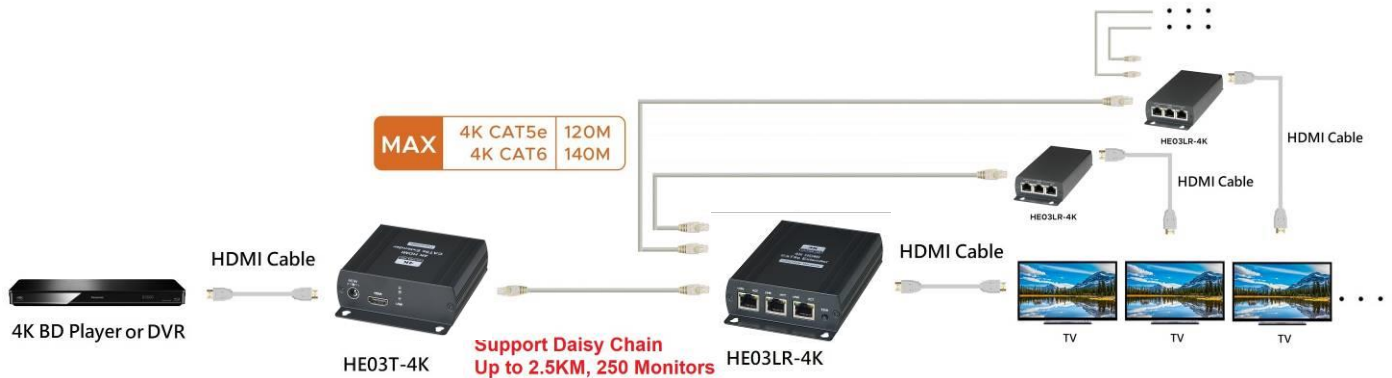 MAX
4K CAT5e 120M
4K CAT6 140M
HE03LR-4K
HDMI Cable
HE03LR-4K
HDMI Cable
HDMI Cable
HDMI Cable
4K BD Player or DVR
HE03T-4K
Support Daisy Chain
Up to 2.5KM, 250 Monitors
HE03LR-4K
TV
TV
TV